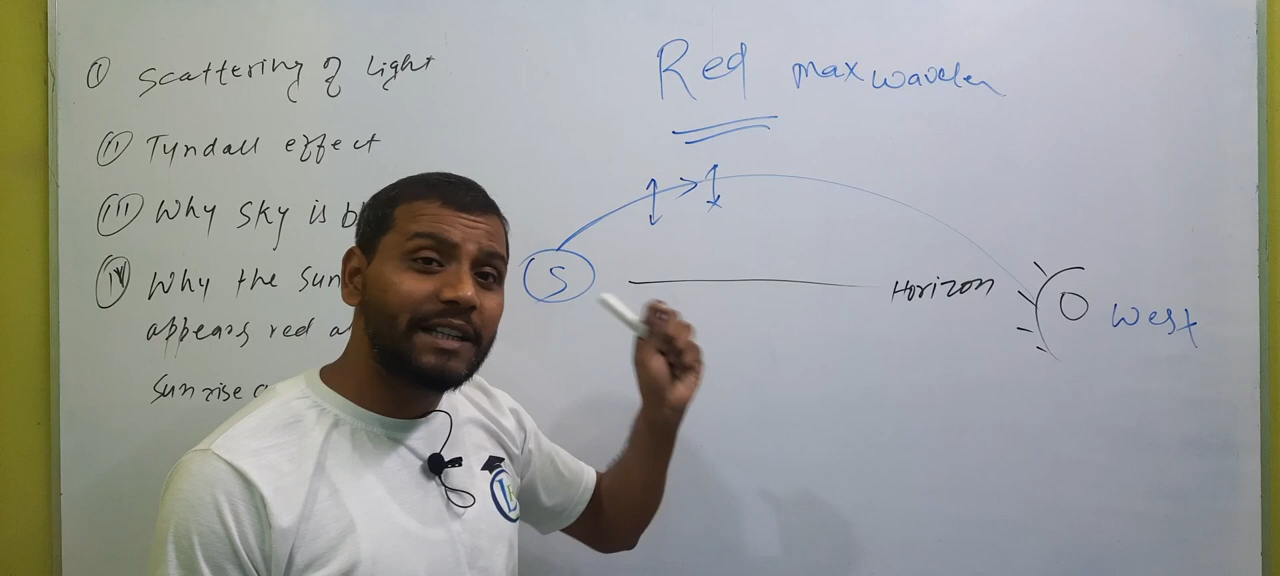 (i) Scattering of Light
(ii) Tyndall effect
(iii) Why sky is
(iv) Why the sun
appears red
sunrise
Red max wavelen
S
Horizon
West